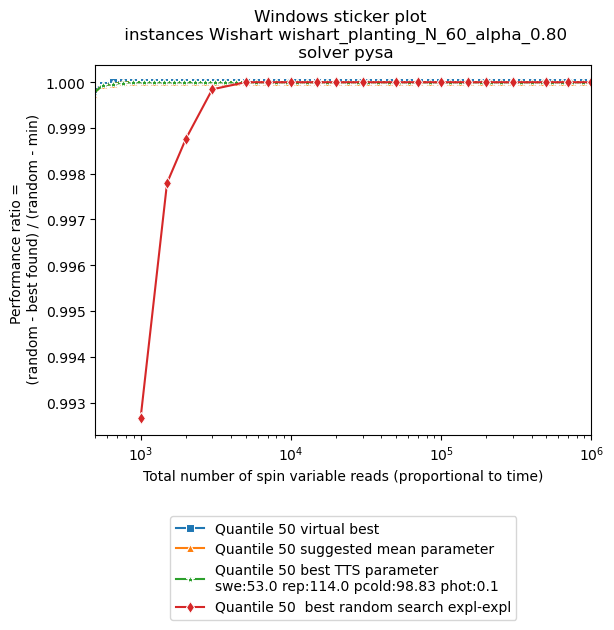 Windows sticker plot
instances Wishart wishart_planting_N_60_alpha_0.80
solver pysa
Performance ratio =
(random - best found) / (random - min)
1.000
0.999
0.998
0.997
0.996
0.995
0.994
0.993
10³
10⁴
10⁵
10⁶
Total number of spin variable reads (proportional to time)
Quantile 50 virtual best
Quantile 50 suggested mean parameter
Quantile 50 best TTS parameter
swe:53.0 rep:114.0 pcold:98.83 phot:0.1
Quantile 50 best random search expl-expl